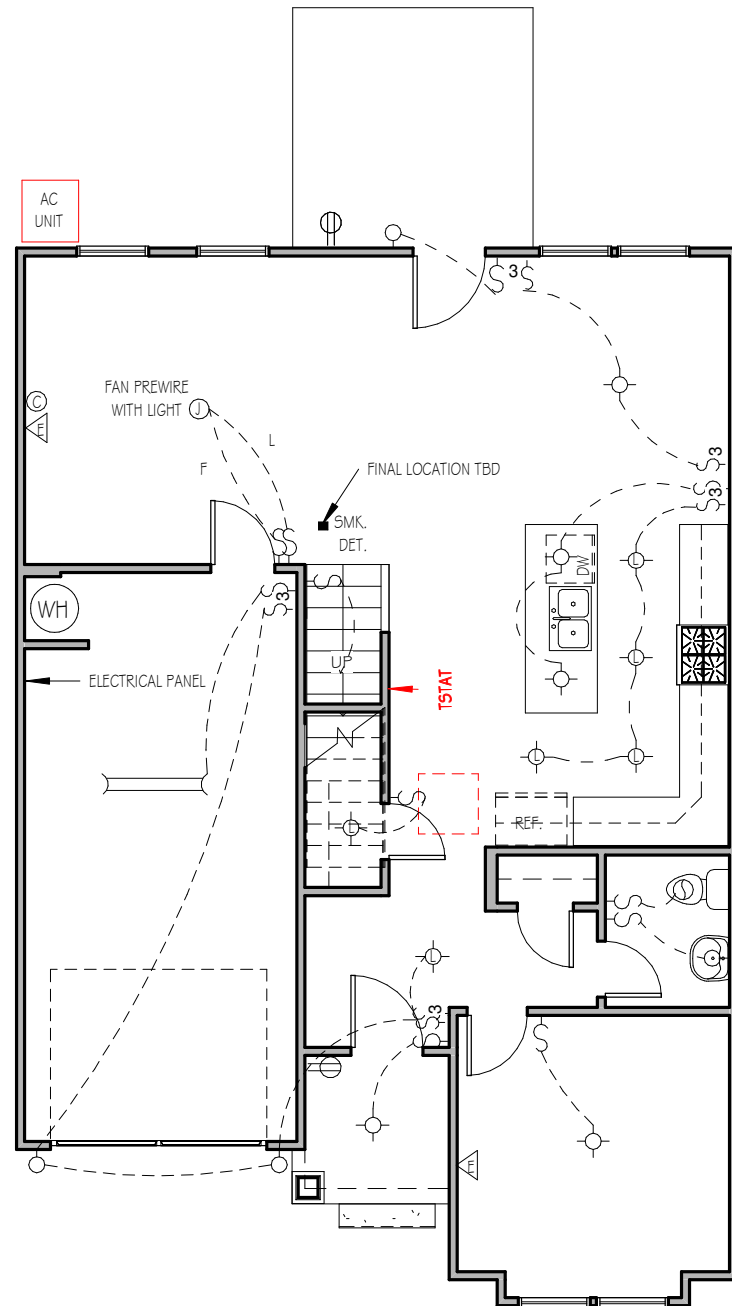 AC
UNIT
3
FAN PREWIRE
WITH LIGHT
J
C
E
L
F
3
3
FINAL LOCATION TBD
SMK.
DET.
DW
L
3
WH
UP
ELECTRICAL PANEL
TSTAT
L
L
L
L
REF.
L
3
E